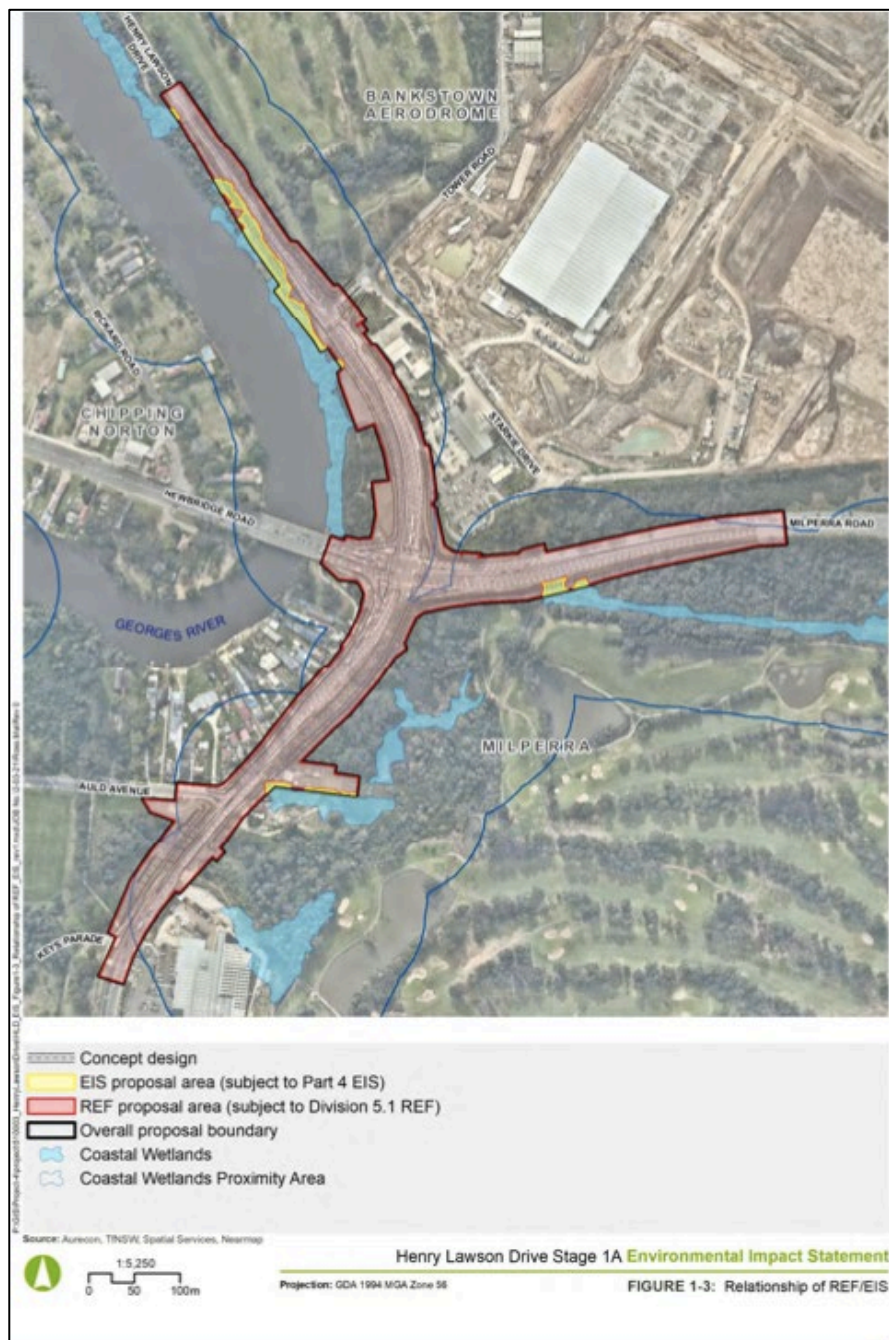 HENRY LAWSON
DRIVE
BANKSTOWN
AERODROME
TOWER ROAD
RICKARD ROAD
CHIPPING
NORTON
STARKIE DRIVE
NEWBRIDGE ROAD
MILPERRA ROAD
GEORGES RIVER
MILPERRA
AULD AVENUE
KEYS PARADE
Concept design
EIS proposal area (subject to Part 4 EIS)
REF proposal area (subject to Division 5.1 REF)
Overall proposal boundary
Coastal Wetlands
Coastal Wetlands Proximity Area
Source: Aurecon, TfNSW, Spatial Services, Nearmap
1:5,250
0 50 100m
Henry Lawson Drive Stage 1A Environmental Impact Statement
Projection: GDA 1994 MGA Zone 56
FIGURE 1-3: Relationship of REF/EIS